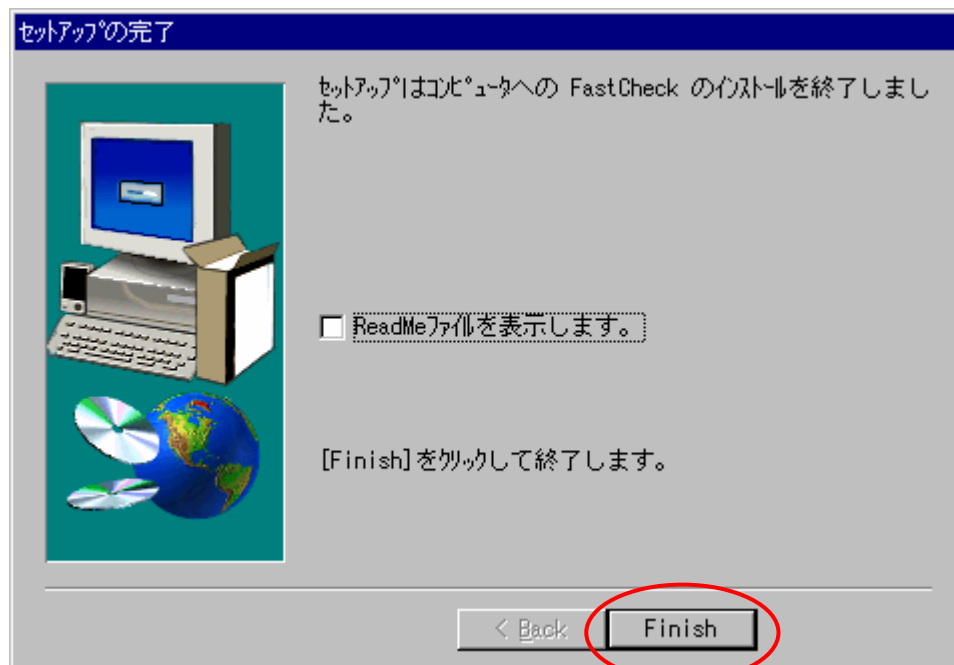 セットアップの完了
セットアップはコンピュータへの FastCheck のインストールを終了しまし
た。
ReadMeファイルを表示します。
[Finish]をクリックして終了します。
< Back
Finish